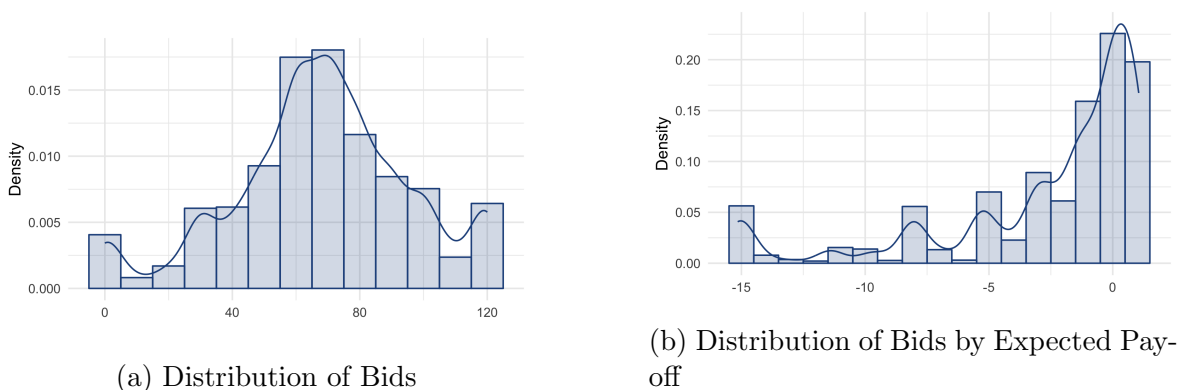 Density
0.015
0.010
0.005
0.000
0 40 80 120
(a) Distribution of Bids
Density
0.20
0.15
0.10
0.05
0.00
-15 -10 -5 0
(b) Distribution of Bids by Expected Pay-
off